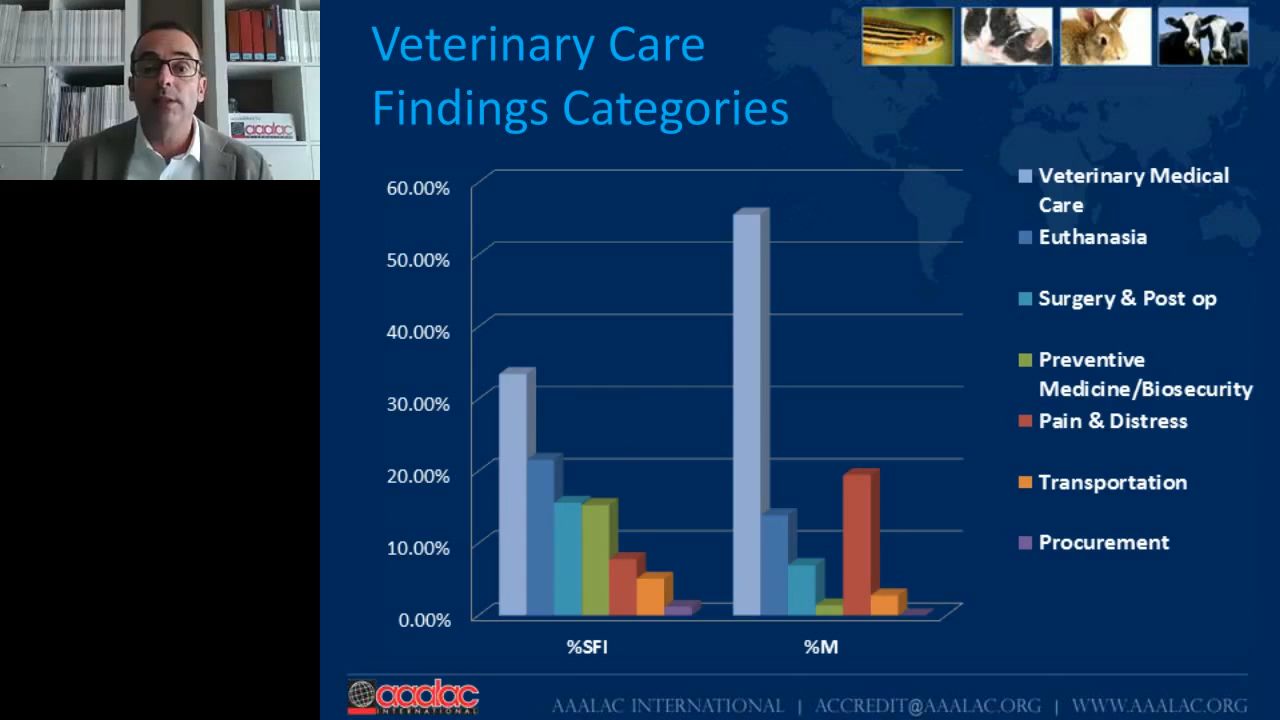 Veterinary Care
Findings Categories
60.00%
50.00%
40.00%
30.00%
20.00%
10.00%
0.00%
%SFI
%M
Veterinary Medical
Care
Euthanasia
Surgery & Post op
Preventive
Medicine/Biosecurity
Pain & Distress
Transportation
Procurement
aaalac
aaalac
INTERNATIONAL
AAALAC INTERNATIONAL | ACCREDIT@AAALAC.ORG | WWW.AAALAC.ORG